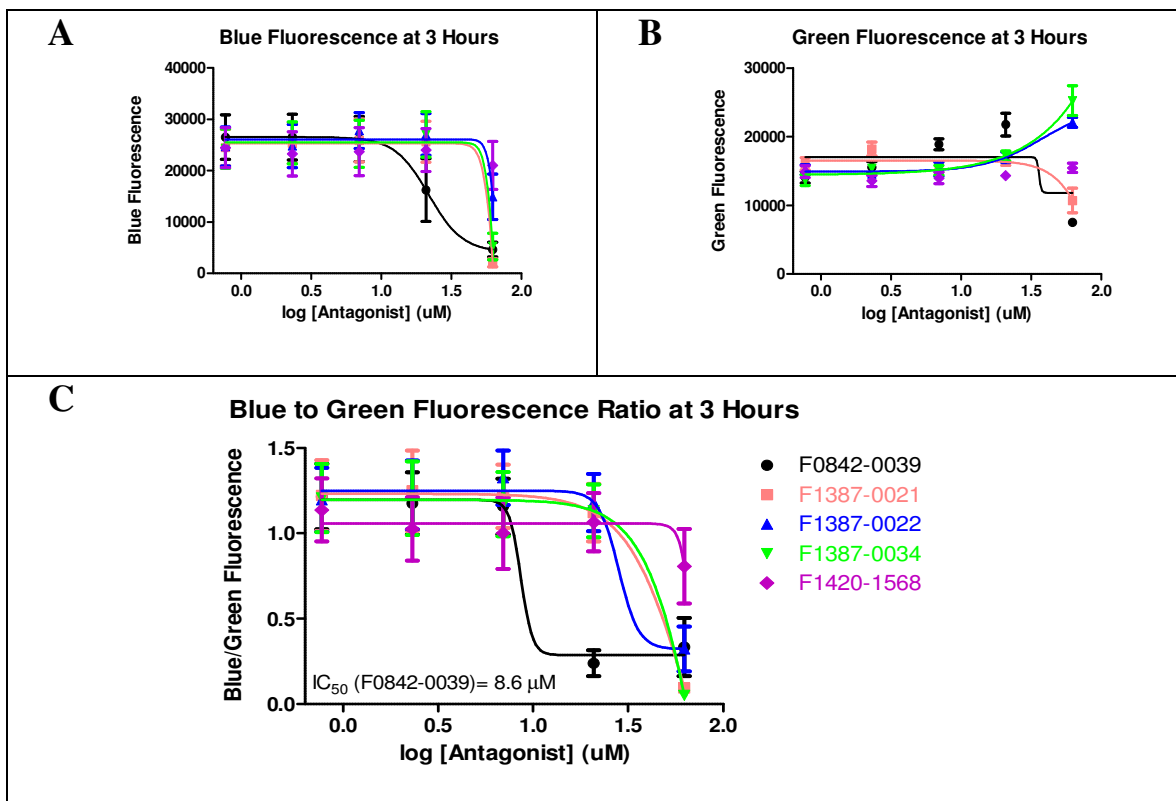 A
Blue Fluorescence at 3 Hours
Blue Fluorescence
40000
30000
20000
10000
0
0.0 0.5 1.0 1.5 2.0
log [Antagonist] (uM)
B
Green Fluorescence at 3 Hours
Green Fluorescence
30000
20000
10000
0
0.0 0.5 1.0 1.5 2.0
log [Antagonist] (uM)
C
Blue to Green Fluorescence Ratio at 3 Hours
Blue/Green Fluorescence
1.5
1.0
0.5
0.0
IC50 (F0842-0039)= 8.6 µM
0.0 0.5 1.0 1.5 2.0
log [Antagonist] (uM)
F0842-0039
F1387-0021
F1387-0022
F1387-0034
F1420-1568